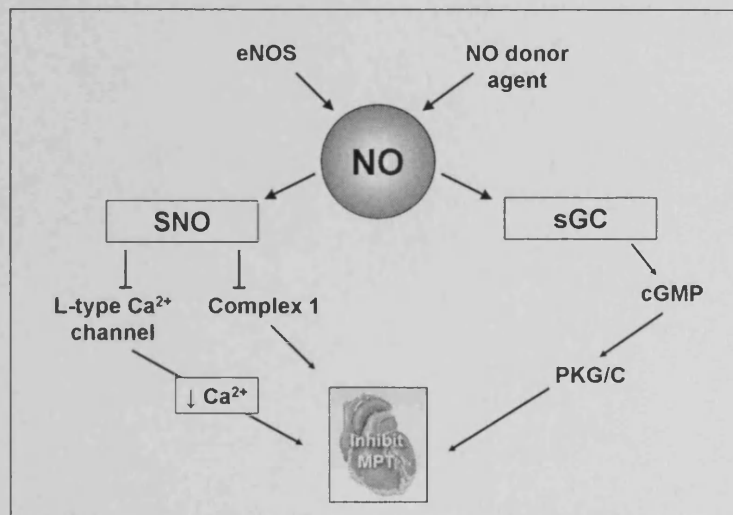 eNOS
NO donor
agent
NO
SNO
sGC
L-type Ca²⁺
channel
Complex 1
cGMP
↓ Ca²⁺
PKG/C
Inhibit
MPT